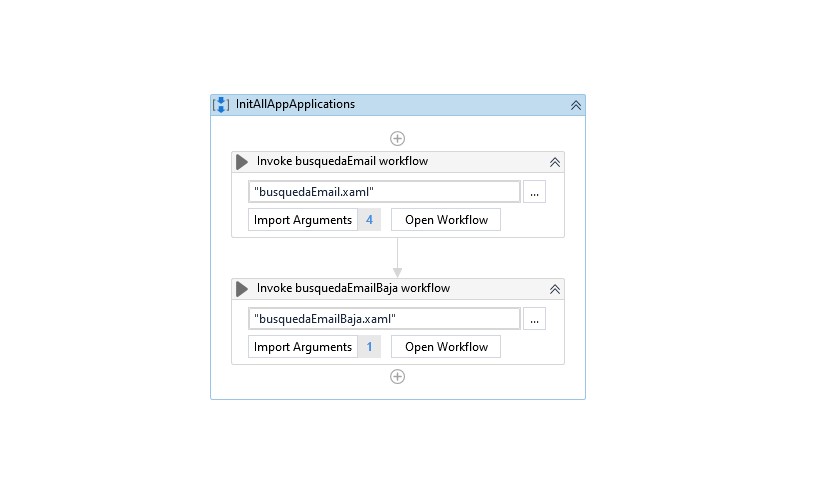 InitAllAppApplications
Invoke busquedaEmail workflow
"busquedaEmail.xaml"
...
Import Arguments 4 Open Workflow
Invoke busquedaEmailBaja workflow
"busquedaEmailBaja.xaml"
...
Import Arguments 1 Open Workflow